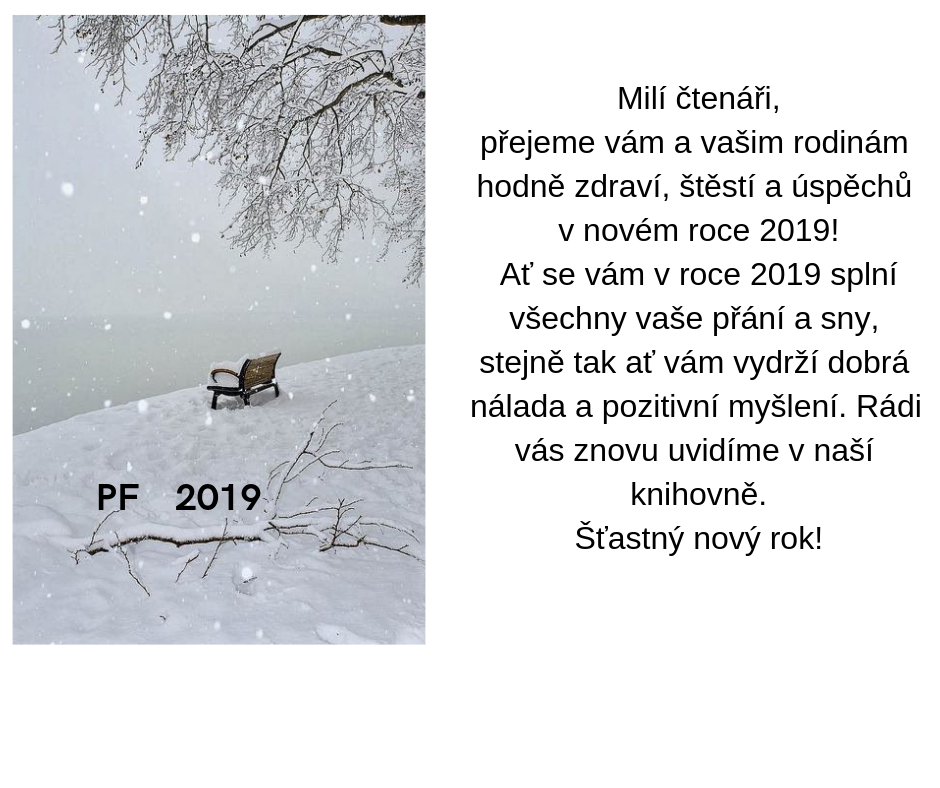 PF 2019
Milí čtenáři,
přejeme vám a vašim rodinám
hodně zdraví, štěstí a úspěchů
v novém roce 2019!
Ať se vám v roce 2019 splní
všechny vaše přání a sny,
stejně tak ať vám vydrží dobrá
nálada a pozitivní myšlení. Rádi
vás znovu uvidíme v naší
knihovně.
Šťastný nový rok!